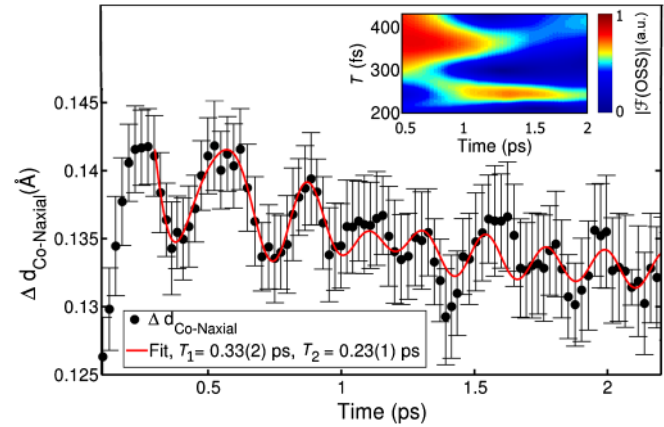 0.145
0.14
0.135
0.13
0.125
Δ d_Co-Naxial (Å)
0.5
1
1.5
2
Time (ps)
Δ d_Co-Naxial
Fit, T₁= 0.33(2) ps, T₂ = 0.23(1) ps
400
300
200
T (fs)
0.5
1
1.5
2
Time (ps)
1
0
|ℱ(OSS)| (a.u.)